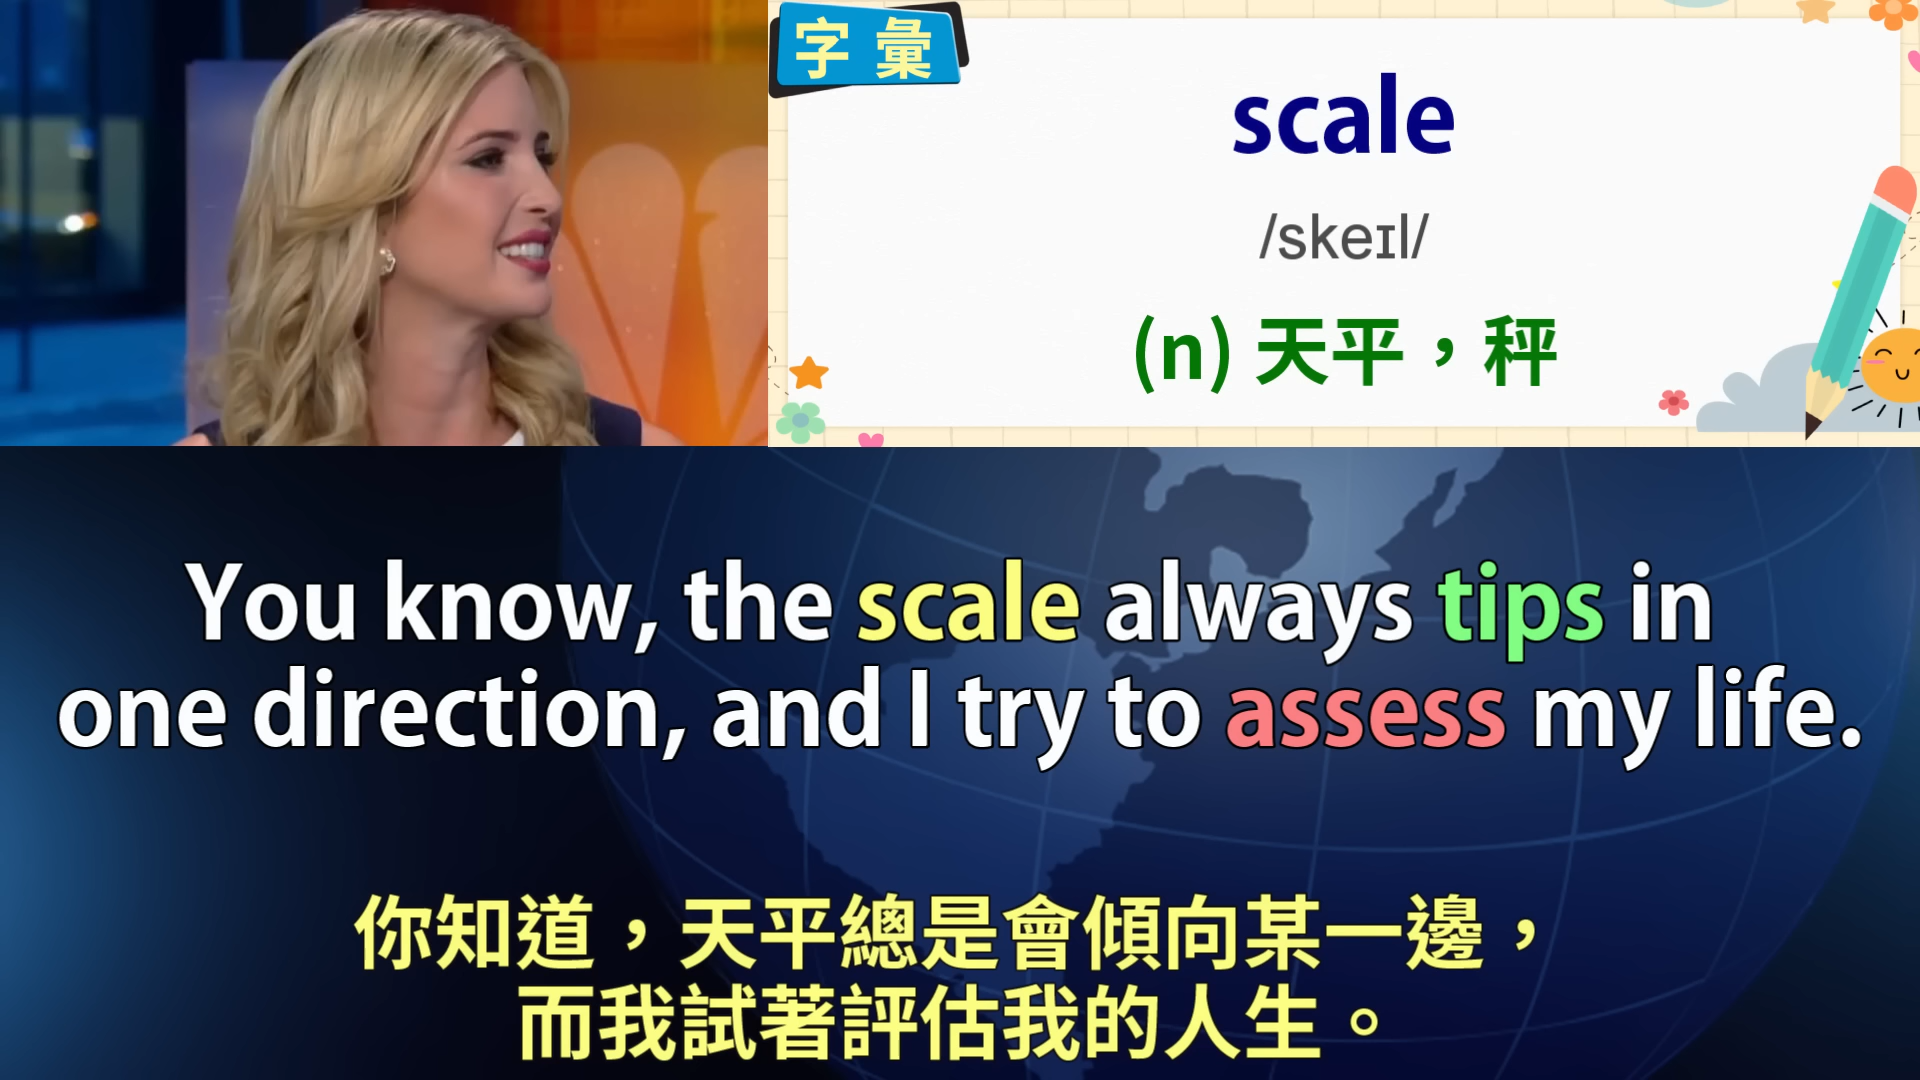 字彙
scale
/skeɪl/
(n) 天平，秤
You know, the scale always tips in
one direction, and I try to assess my life.
你知道，天平總是會傾向某一邊，
而我試著評估我的人生。